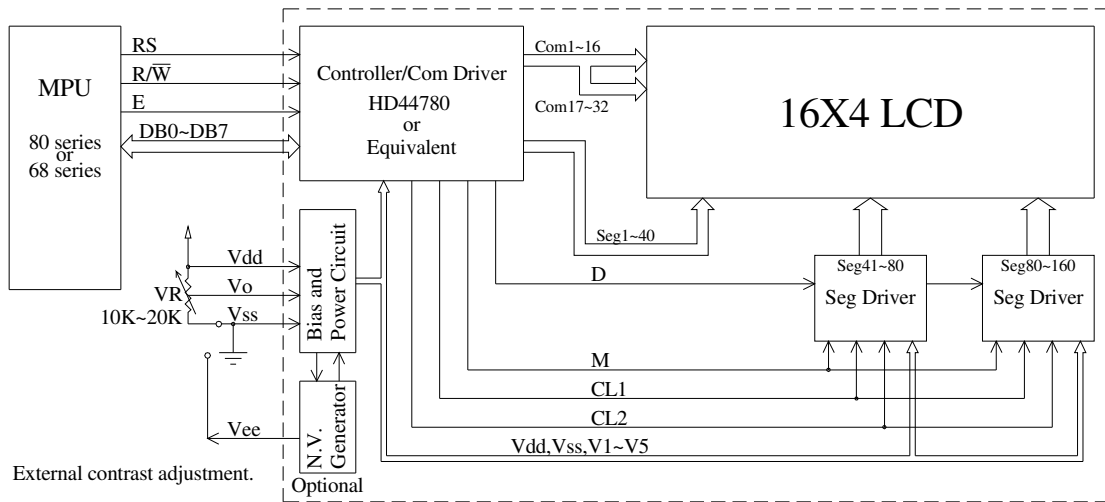 MPU
80 series
or
68 series
RS
R/W̅
E
DB0~DB7
Controller/Com Driver
HD44780
or
Equivalent
Com1~16
Com17~32
16X4 LCD
Seg1~40
D
Seg41~80
Seg Driver
Seg80~160
Seg Driver
Vdd
VR
Vo
10K~20K
Vss
Bias and
Power Circuit
M
CL1
CL2
Vee
N.V.
Generator
Vdd,Vss,V1~V5
External contrast adjustment.
Optional